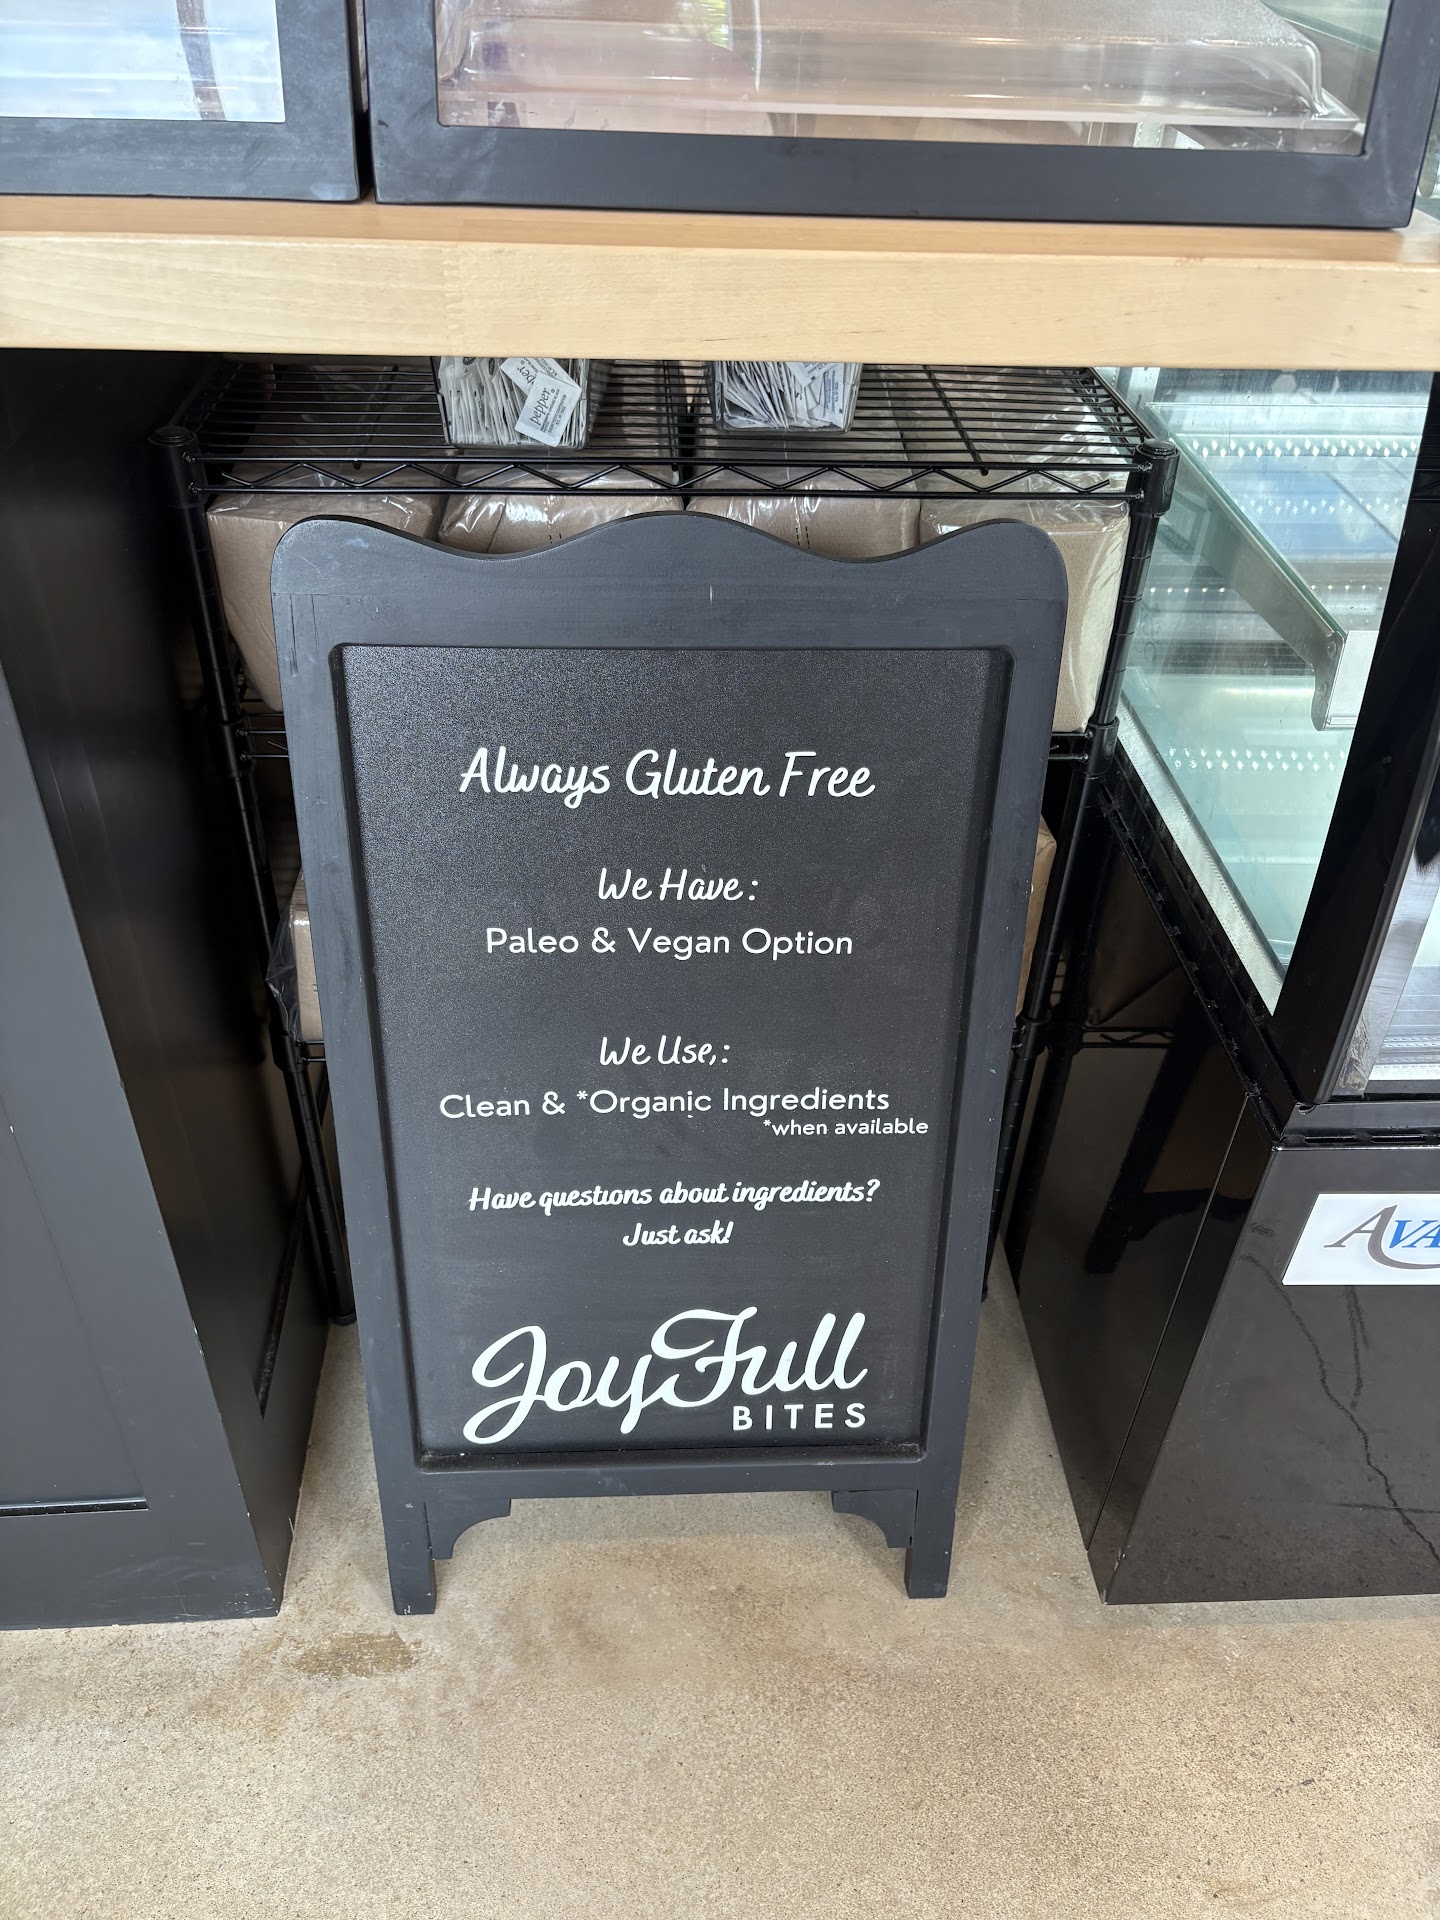 pepper
Always Gluten Free
We Have:
Paleo & Vegan Option
We Use,:
Clean & *Organic Ingredients
*when available
Have questions about ingredients?
Just ask!
JoyFull
BITES